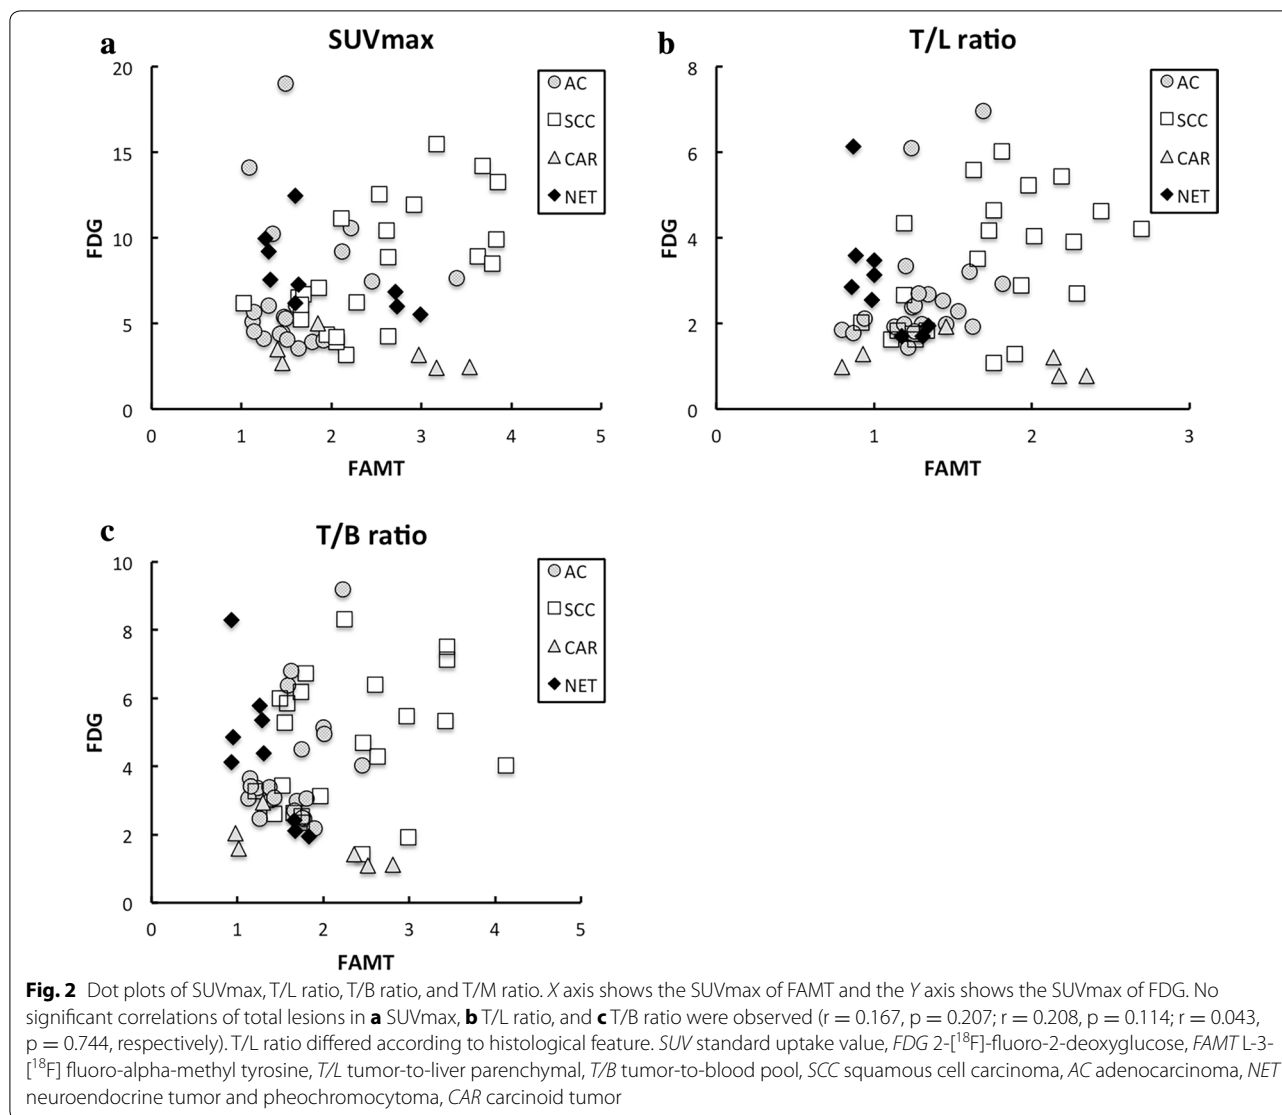 a
SUVmax
20
15
10
5
0
FDG
0 1 2 3 4 5
FAMT
AC
SCC
CAR
NET
b
T/L ratio
8
6
4
2
0
FDG
0 1 2 3
FAMT
AC
SCC
CAR
NET
c
T/B ratio
10
8
6
4
2
0
FDG
0 1 2 3 4 5
FAMT
AC
SCC
CAR
NET
Fig. 2 Dot plots of SUVmax, T/L ratio, T/B ratio, and T/M ratio. X axis shows the SUVmax of FAMT and the Y axis shows the SUVmax of FDG. No
significant correlations of total lesions in a SUVmax, b T/L ratio, and c T/B ratio were observed (r = 0.167, p = 0.207; r = 0.208, p = 0.114; r = 0.043,
p = 0.744, respectively). T/L ratio differed according to histological feature. SUV standard uptake value, FDG 2-[18F]-fluoro-2-deoxyglucose, FAMT L-3-
[18F] fluoro-alpha-methyl tyrosine, T/L tumor-to-liver parenchymal, T/B tumor-to-blood pool, SCC squamous cell carcinoma, AC adenocarcinoma, NET
neuroendocrine tumor and pheochromocytoma, CAR carcinoid tumor